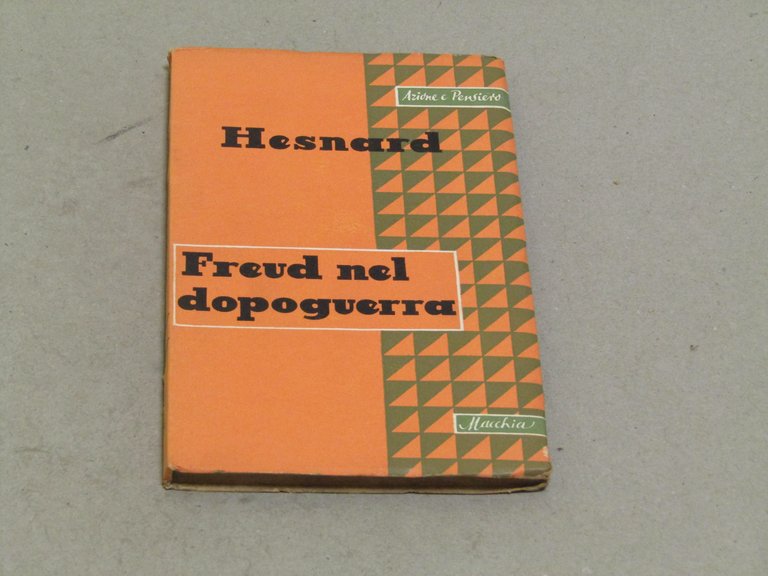 Azione e Pensiero
Hesnard
Freud nel
dopoguerra
Macchia